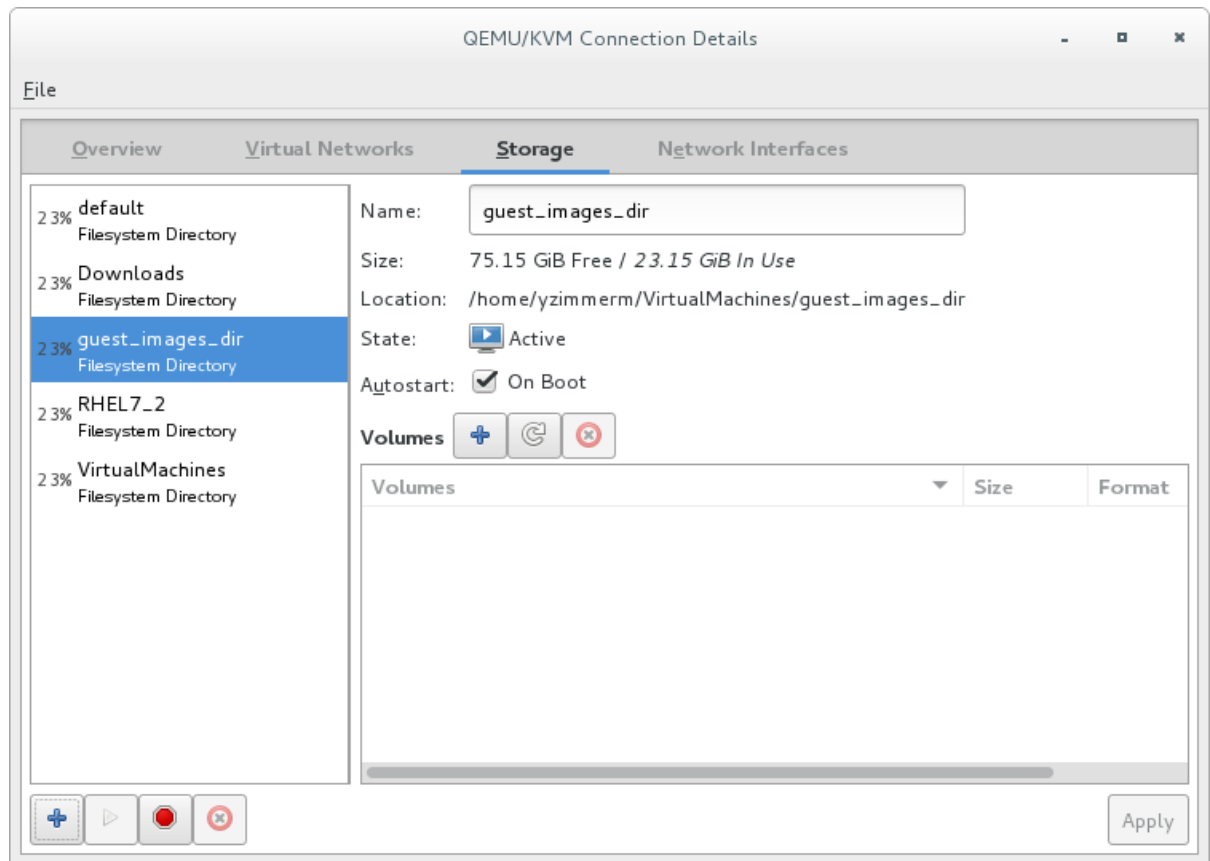 QEMU/KVM Connection Details
File
Overview Virtual Networks Storage Network Interfaces
23% default
Filesystem Directory
23% Downloads
Filesystem Directory
23% guest_images_dir
Filesystem Directory
23% RHEL7_2
Filesystem Directory
23% VirtualMachines
Filesystem Directory
Name: guest_images_dir
Size: 75.15 GiB Free / 23.15 GiB In Use
Location: /home/yzimmerm/VirtualMachines/guest_images_dir
State: Active
Autostart: On Boot
Volumes
Volumes Size Format
Apply